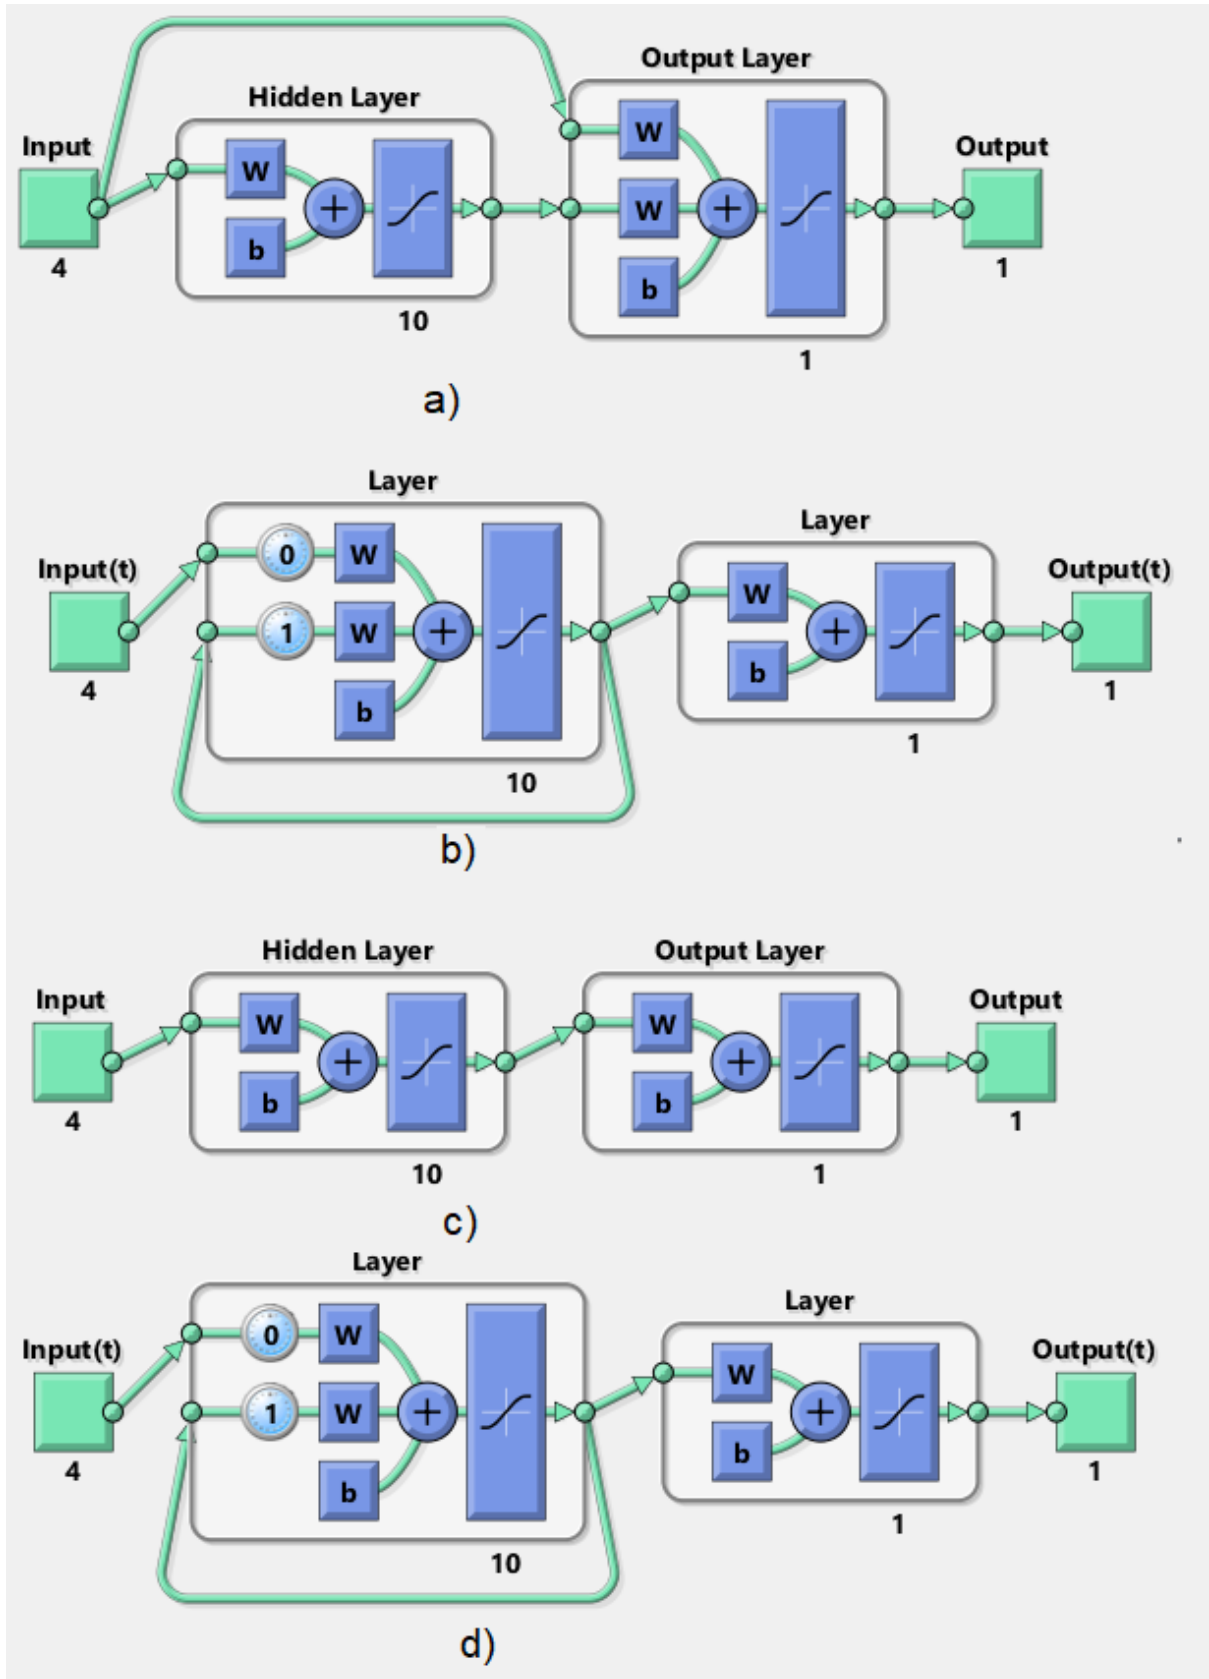 Output Layer
Hidden Layer
Input
Output
W
W
W
b
b
4
1
10
1
a)
Layer
Layer
Input(t)
Output(t)
0
W
W
1
W
b
b
4
1
1
10
b)
Hidden Layer
Output Layer
Input
Output
W
W
b
b
4
1
10
1
c)
Layer
Layer
Input(t)
Output(t)
0
W
W
1
W
b
b
4
1
1
10
d)